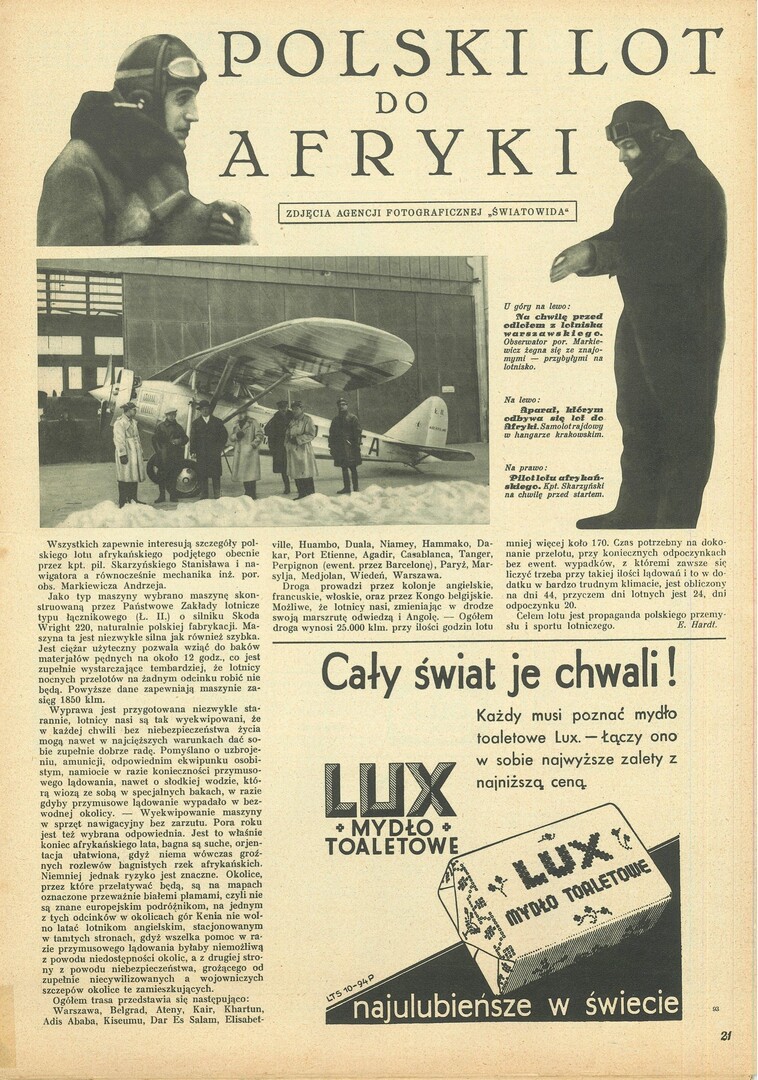 POLSKI LOT
DO
AFRYKI
ZDJĘCIA AGENCJI FOTOGRAFICZNEJ „ŚWIATOWIDA“
U góry na lewo:
Na chwilę przed
odlotem z lotniska
warszawskiego.
Obserwator por. Markie-
wicz żegna się ze znajo-
mymi — przybyłymi na
lotnisko.
Na lewo:
Aparat, którym
odbywa się lot do
Afryki. Samolot rajdowy
w hangarze krakowskim.
Na prawo:
Pilot lotu afrykań-
skiego. Kpt. Skarzyński
na chwilę przed startem.
Wszystkich zapewnie interesują szczegóły pol-
skiego lotu afrykańskiego podjętego obecnie
przez kpt. pil. Skarzyńskiego Stanisława i na-
wigatora a równocześnie mechanika inż. por.
obs. Markiewicza Andrzeja.
Jako typ maszyny wybrano maszynę skon-
struowaną przez Państwowe Zakłady lotnicze
typu łącznikowego (Ł. II.) o silniku Skoda
Wright 220, naturalnie polskiej fabrykacji. Ma-
szyna ta jest niezwykle silna jak również szybka.
Jest ciężar użyteczny pozwala wziąć do baków
materjałów pędnych na około 12 godz., co jest
zupełnie wystarczające tembardziej, że lotnicy
nocnych przelotów na żadnym odcinku robić nie
będą. Powyższe dane zapewniają maszynie za-
sięg 1850 klm.
Wyprawa jest przygotowana niezwykle sta-
rannie, lotnicy nasi są tak wyekwipowani, że
w każdej chwili bez niebezpieczeństwa życia
mogą nawet w najcięższych warunkach dać so-
bie zupełnie dobrze radę. Pomyślano o uzbroje-
niu, amunicji, odpowiednim ekwipunku osobi-
stym, namiocie w razie konieczności przymuso-
wego lądowania, nawet o słodkiej wodzie, któ-
rą wiozą ze sobą w specjalnych bakach, w razie
gdyby przymusowe lądowanie wypadało w bez-
wodnej okolicy. — Wyekwipowanie maszyny
w sprzęt nawigacyjny bez zarzutu. Pora roku
jest też wybrana odpowiednia. Jest to właśnie
koniec afrykańskiego lata, bagna są suche, orjen-
tacja ułatwiona, gdyż niema wówczas groź-
nych rozlewów bagnistych rzek afrykańskich.
Niemniej jednak ryzyko jest znaczne. Okolice,
przez które przelatywać będą, są na mapach
oznaczone przeważnie białemi plamami, czyli nie
są znane europejskim podróżnikom, na jednym
z tych odcinków w okolicach gór Kenia nie wol-
no latać lotnikom angielskim, stacjonowanym
w tamtych stronach, gdyż wszelka pomoc w ra-
zie przymusowego lądowania byłaby niemożliwą
z powodu niedostępności okolic, a z drugiej stro-
ny z powodu niebezpieczeństwa, grożącego od
zupełnie niecywilizowanych a wojowniczych
szczepów okolice te zamieszkujących.
Ogółem trasa przedstawia się następująco:
Warszawa, Belgrad, Ateny, Kair, Khartun,
Adis Ababa, Kiseumu, Dar Es Salam, Elisabet-
ville, Huambo, Duala, Niamey, Hammako, Da-
kar, Port Etienne, Agadir, Casablanca, Tanger,
Perpignon (ewent. przez Barcelonę), Paryż, Mar-
sylja, Medjolan, Wiedeń, Warszawa.
Droga prowadzi przez kolonje angielskie,
francuskie, włoskie, oraz przez Kongo belgijskie.
Możliwe, że lotnicy nasi, zmieniając w drodze
swoją marszrutę odwiedzą i Angolę. — Ogółem
droga wynosi 25.000 klm. przy ilości godzin lotu
mniej więcej koło 170. Czas potrzebny na doko-
nanie przelotu, przy koniecznych odpoczynkach
bez ewent. wypadków, z któremi zawsze się
liczyć trzeba przy takiej ilości lądowań i to w do-
datku w bardzo trudnym klimacie, jest obliczony
na dni 44, przyczem dni lotnych jest 24, dni
odpoczynku 20.
Celem lotu jest propaganda polskiego przemy-
słu i sportu lotniczego. E. Hardt.
Cały świat je chwali!
Każdy musi poznać mydło
toaletowe Lux. — Łączy ono
w sobie najwyższe zalety z
najniższą ceną.
LUX
MYDŁO
TOALETOWE
LUX
MYDŁO TOALETOWE
LTS 10-94 P
najulubieńsze w świecie
93
21